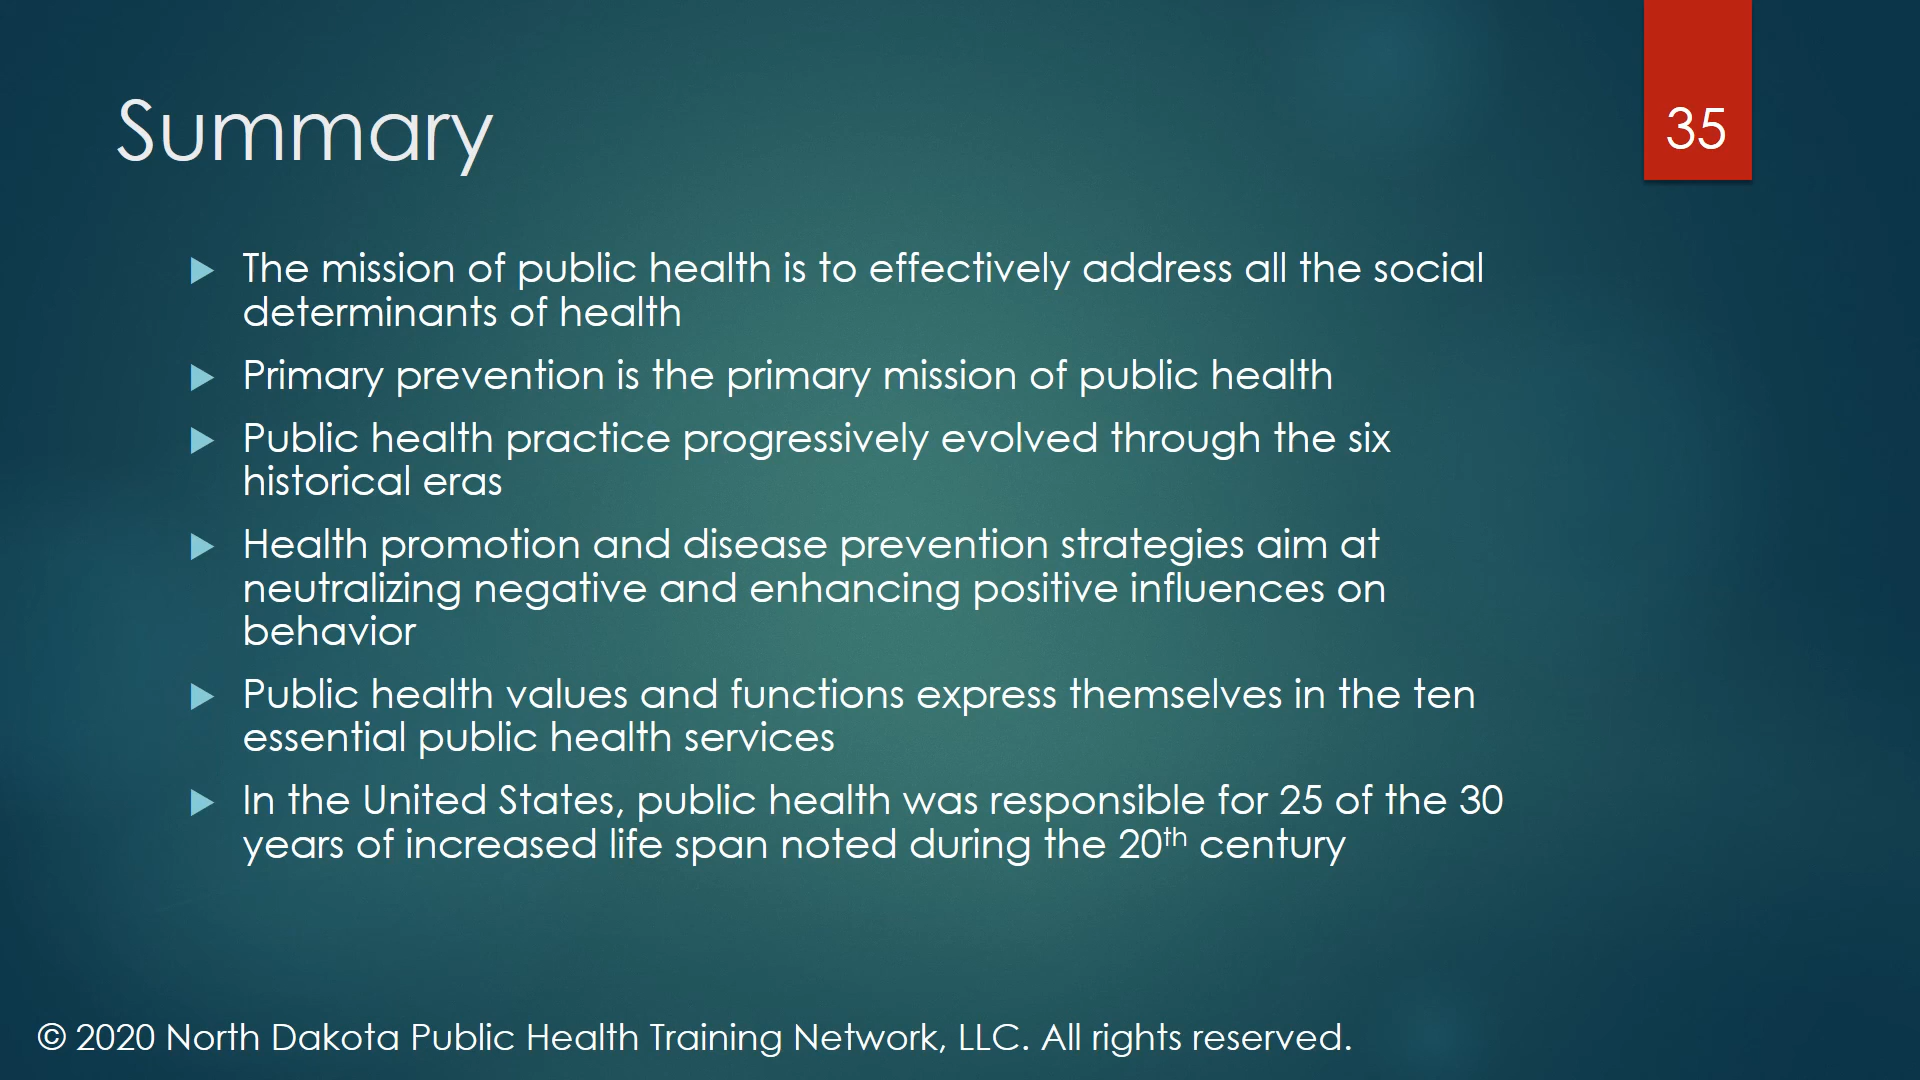 Summary
35
The mission of public health is to effectively address all the social
determinants of health
Primary prevention is the primary mission of public health
Public health practice progressively evolved through the six
historical eras
Health promotion and disease prevention strategies aim at
neutralizing negative and enhancing positive influences on
behavior
Public health values and functions express themselves in the ten
essential public health services
In the United States, public health was responsible for 25 of the 30
years of increased life span noted during the 20th century
© 2020 North Dakota Public Health Training Network, LLC. All rights reserved.